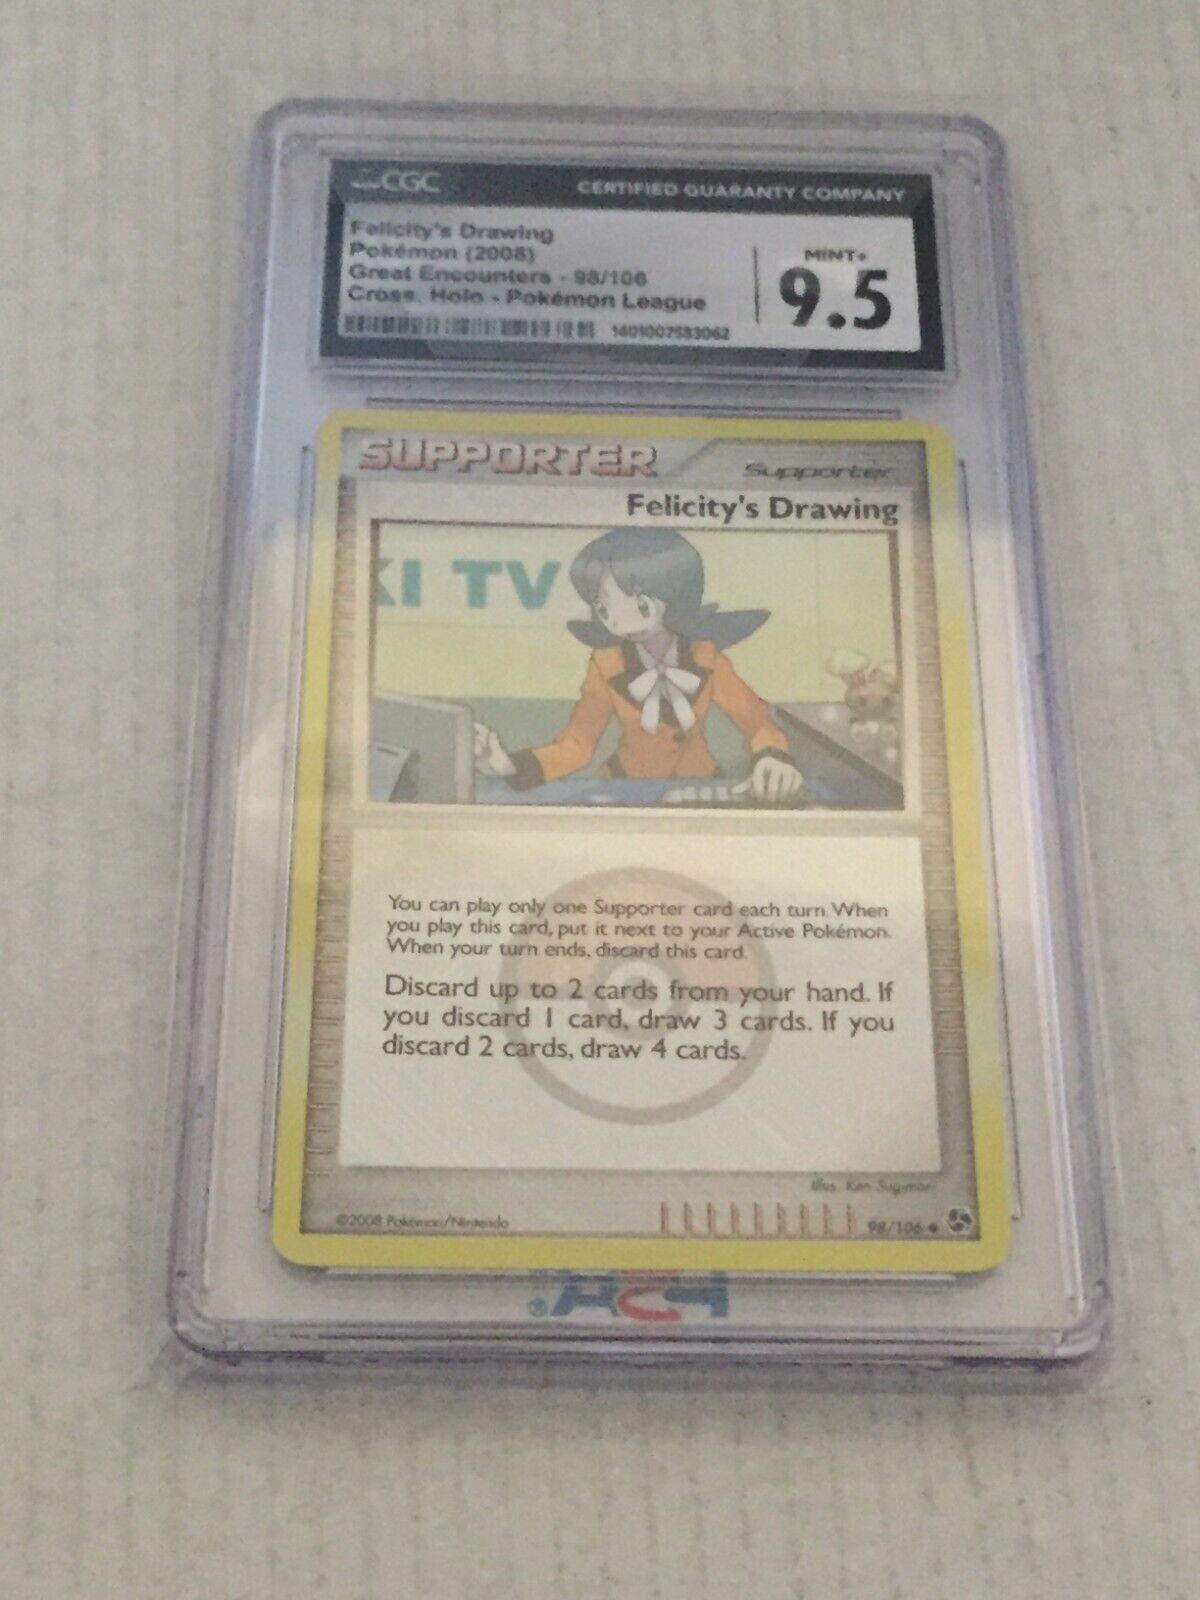 CGC CERTIFIED GUARANTY COMPANY
Felicity's Drawing
Pokémon (2008)
Great Encounters - 98/106
Cross. Holo - Pokémon League
1401007583062
MINT+
9.5
SUPPORTER Supporter
Felicity's Drawing
KI TV
You can play only one Supporter card each turn. When
you play this card, put it next to your Active Pokémon.
When your turn ends, discard this card.
Discard up to 2 cards from your hand. If
you discard 1 card, draw 3 cards. If you
discard 2 cards, draw 4 cards.
Illus. Ken Sugimori
©2008 Pokémon/Nintendo 98/106
PSA®